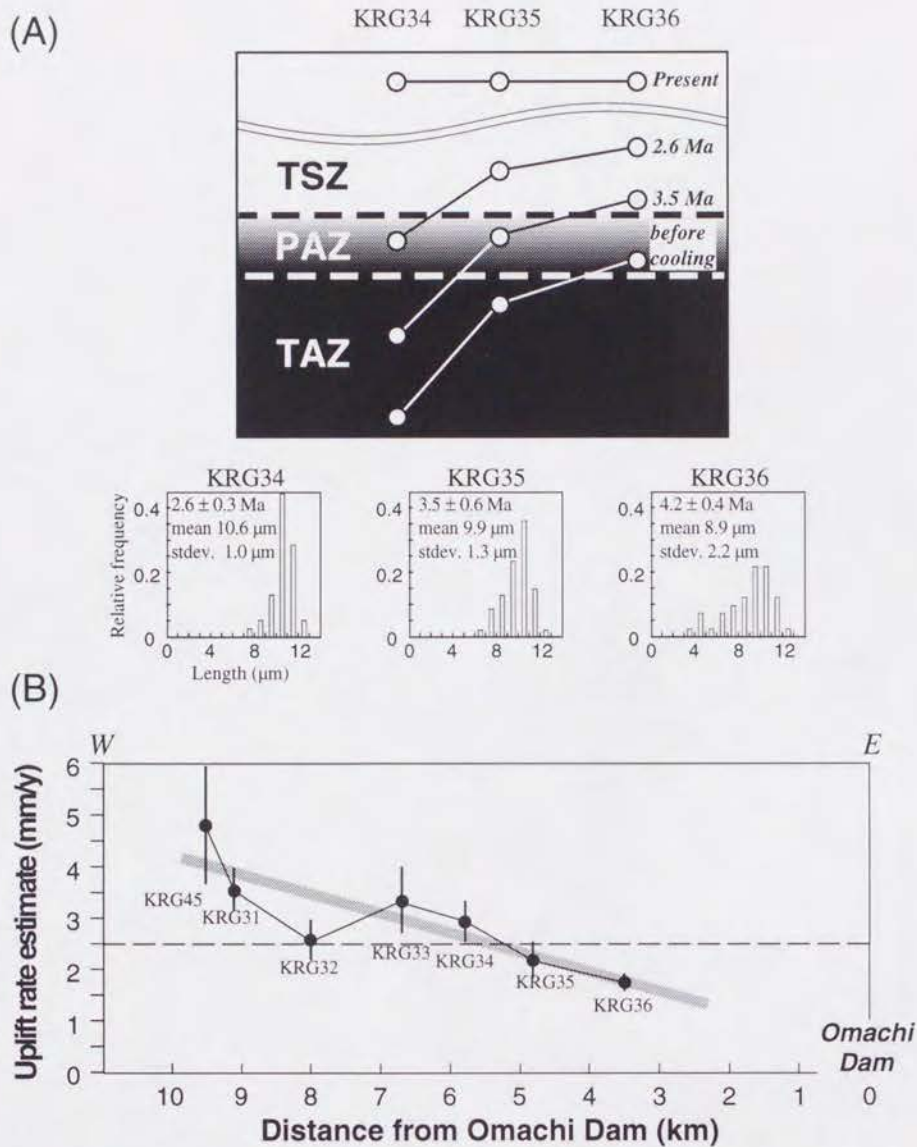 (A)
KRG34 KRG35 KRG36
Present
2.6 Ma
TSZ
3.5 Ma
PAZ
before
cooling
TAZ
KRG34
Relative frequency
0.4
0.2
0
2.6 ± 0.3 Ma
mean 10.6 µm
stdev. 1.0 µm
0 4 8 12
Length (µm)
KRG35
0.4
0.2
0
3.5 ± 0.6 Ma
mean 9.9 µm
stdev. 1.3 µm
0 4 8 12
KRG36
0.4
0.2
0
4.2 ± 0.4 Ma
mean 8.9 µm
stdev. 2.2 µm
0 4 8 12
(B)
W E
Uplift rate estimate (mm/y)
6
5
4
3
2
1
0
KRG45
KRG31
KRG32
KRG33
KRG34
KRG35
KRG36
Omachi
Dam
10 9 8 7 6 5 4 3 2 1 0
Distance from Omachi Dam (km)